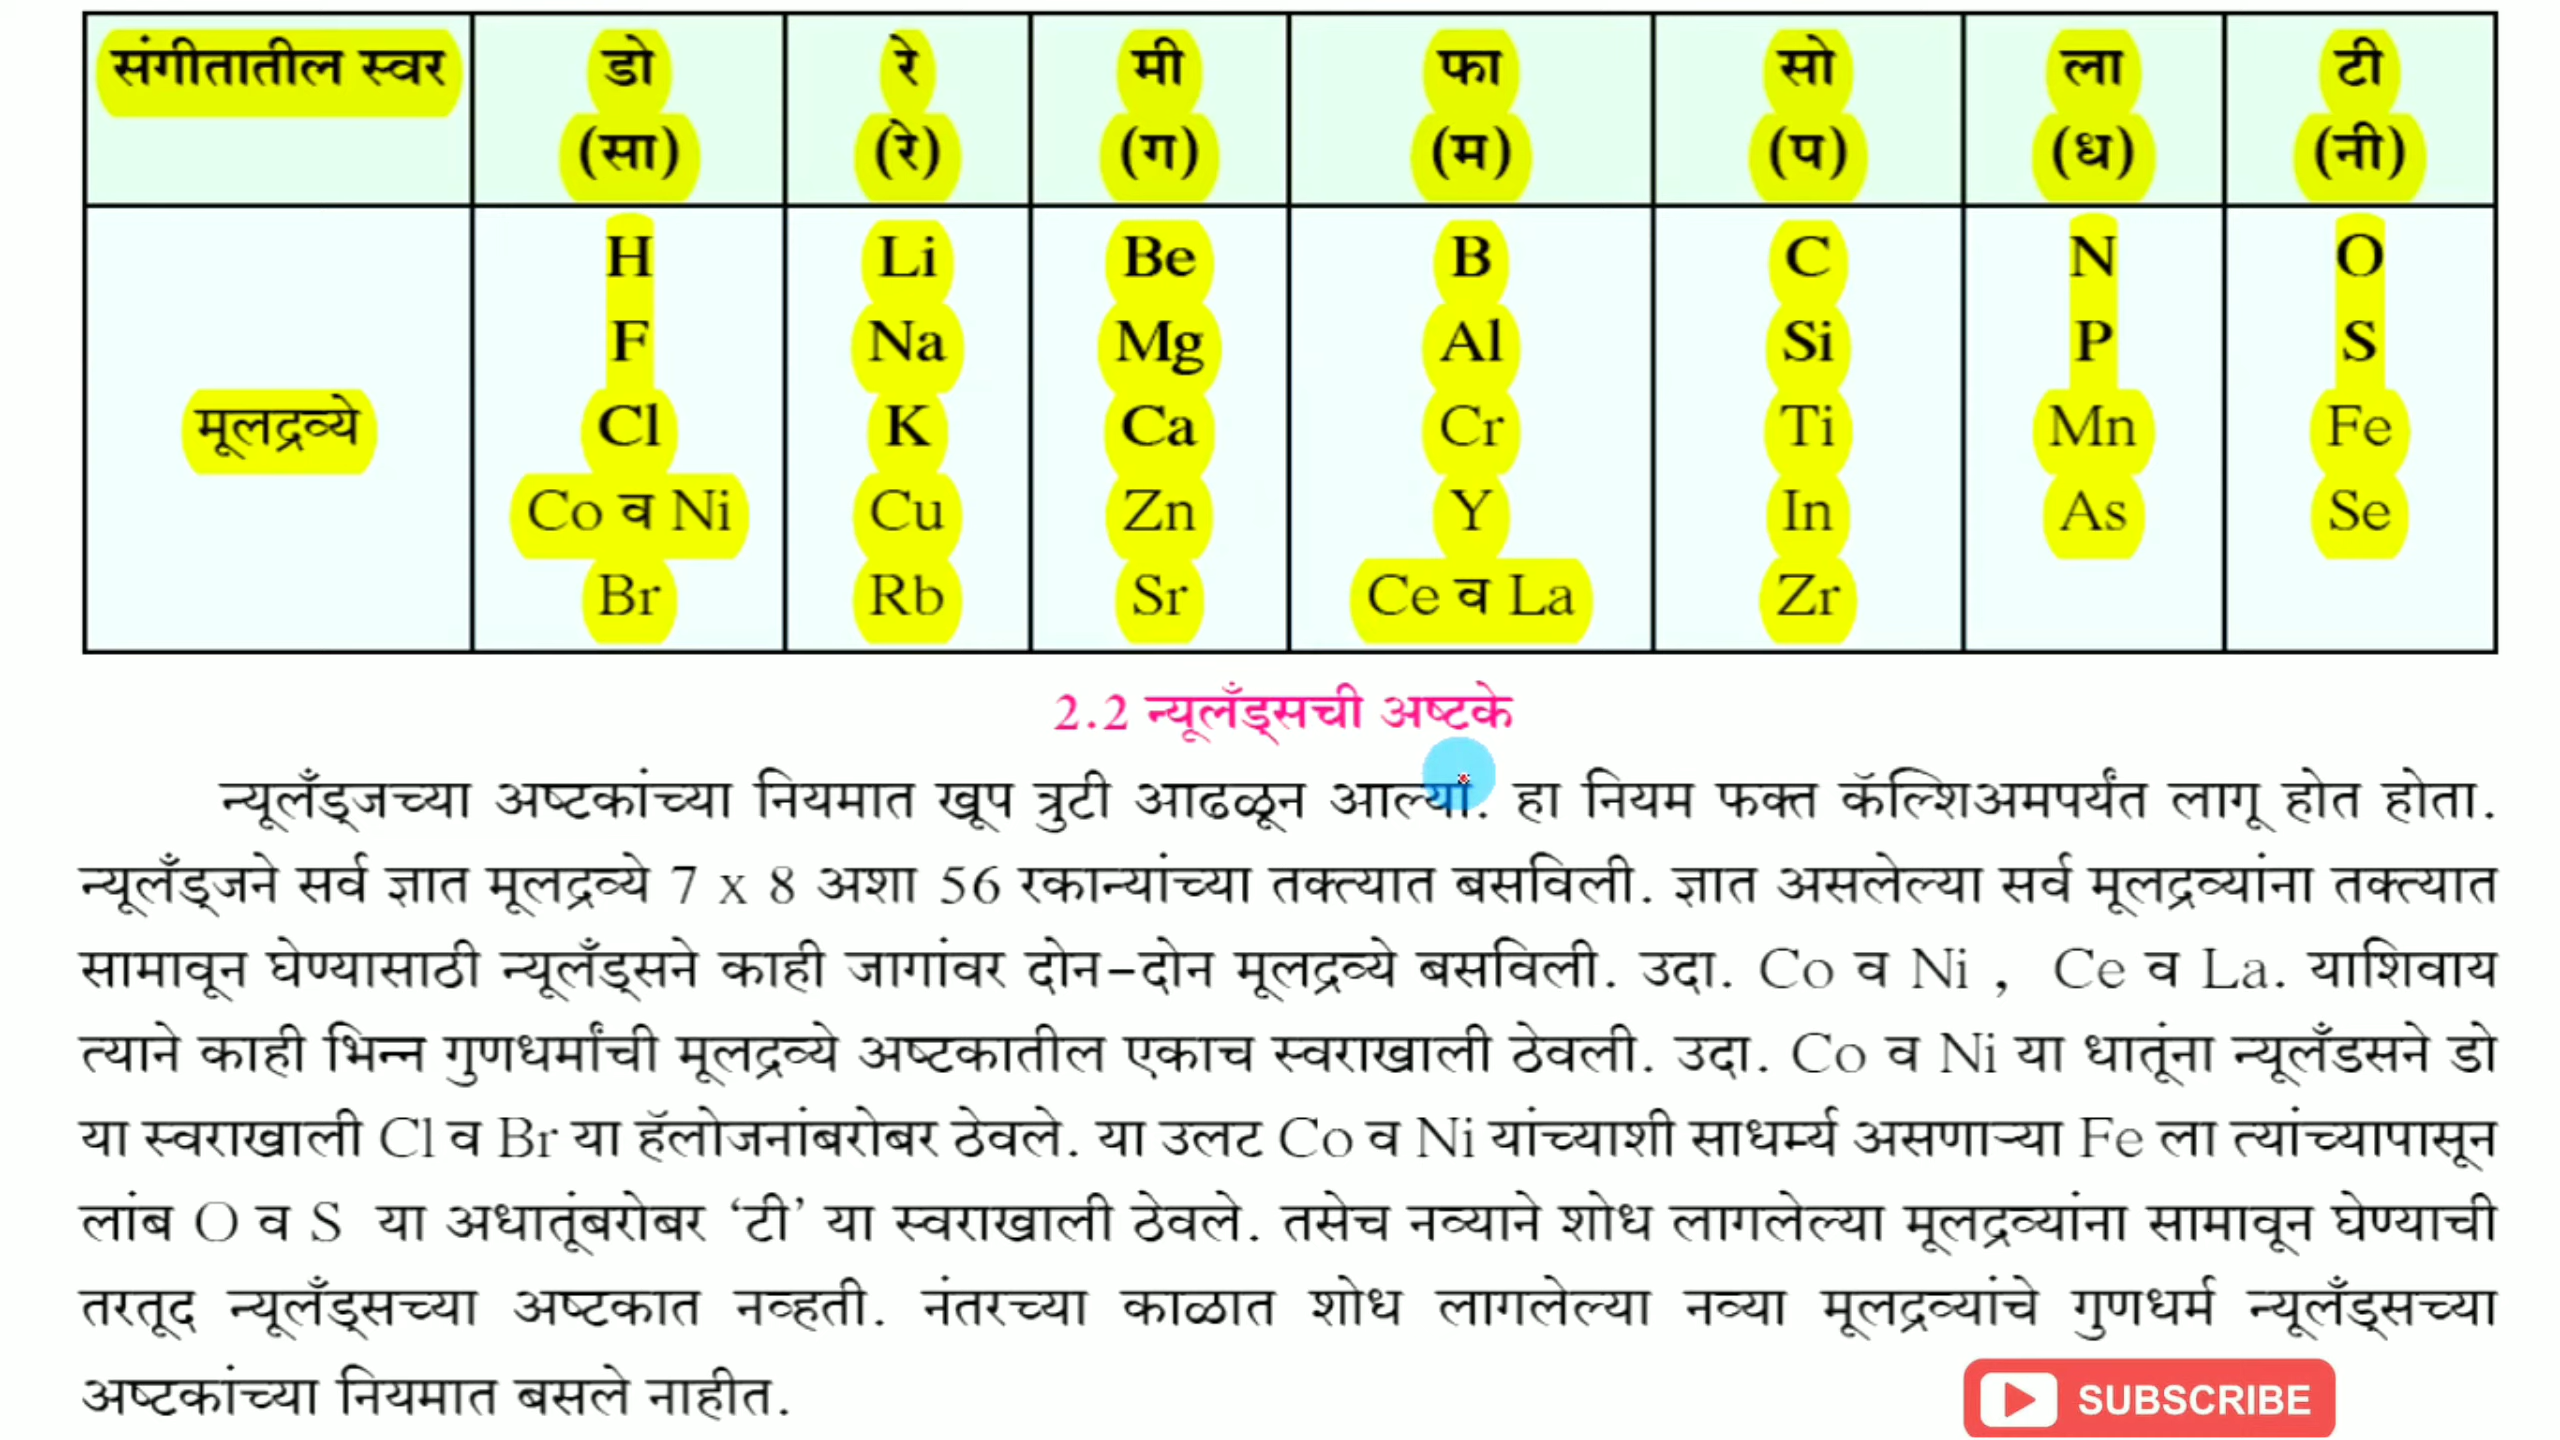 संगीतातील स्वर डो रे मी फा सो ला टी
(सा) (रे) (ग) (म) (प) (ध) (नी)
H Li Be B C N O
F Na Mg Al Si P S
मूलद्रव्ये Cl K Ca Cr Ti Mn Fe
Co व Ni Cu Zn Y In As Se
Br Rb Sr Ce व La Zr
2.2 न्यूलँड्सची अष्टके
न्यूलँड्जच्या अष्टकांच्या नियमात खूप त्रुटी आढळून आल्या. हा नियम फक्त कॅल्शिअमपर्यंत लागू होत होता.
न्यूलँड्जने सर्व ज्ञात मूलद्रव्ये 7 x 8 अशा 56 रकान्यांच्या तक्त्यात बसविली. ज्ञात असलेल्या सर्व मूलद्रव्यांना तक्त्यात
सामावून घेण्यासाठी न्यूलँड्सने काही जागांवर दोन-दोन मूलद्रव्ये बसविली. उदा. Co व Ni , Ce व La. याशिवाय
त्याने काही भिन्न गुणधर्मांची मूलद्रव्ये अष्टकातील एकाच स्वराखाली ठेवली. उदा. Co व Ni या धातूंना न्यूलँडसने डो
या स्वराखाली Cl व Br या हॅलोजनांबरोबर ठेवले. या उलट Co व Ni यांच्याशी साधर्म्य असणाऱ्या Fe ला त्यांच्यापासून
लांब O व S या अधातूंबरोबर ‘टी’ या स्वराखाली ठेवले. तसेच नव्याने शोध लागलेल्या मूलद्रव्यांना सामावून घेण्याची
तरतूद न्यूलँड्सच्या अष्टकात नव्हती. नंतरच्या काळात शोध लागलेल्या नव्या मूलद्रव्यांचे गुणधर्म न्यूलँड्सच्या
अष्टकांच्या नियमात बसले नाहीत.
SUBSCRIBE